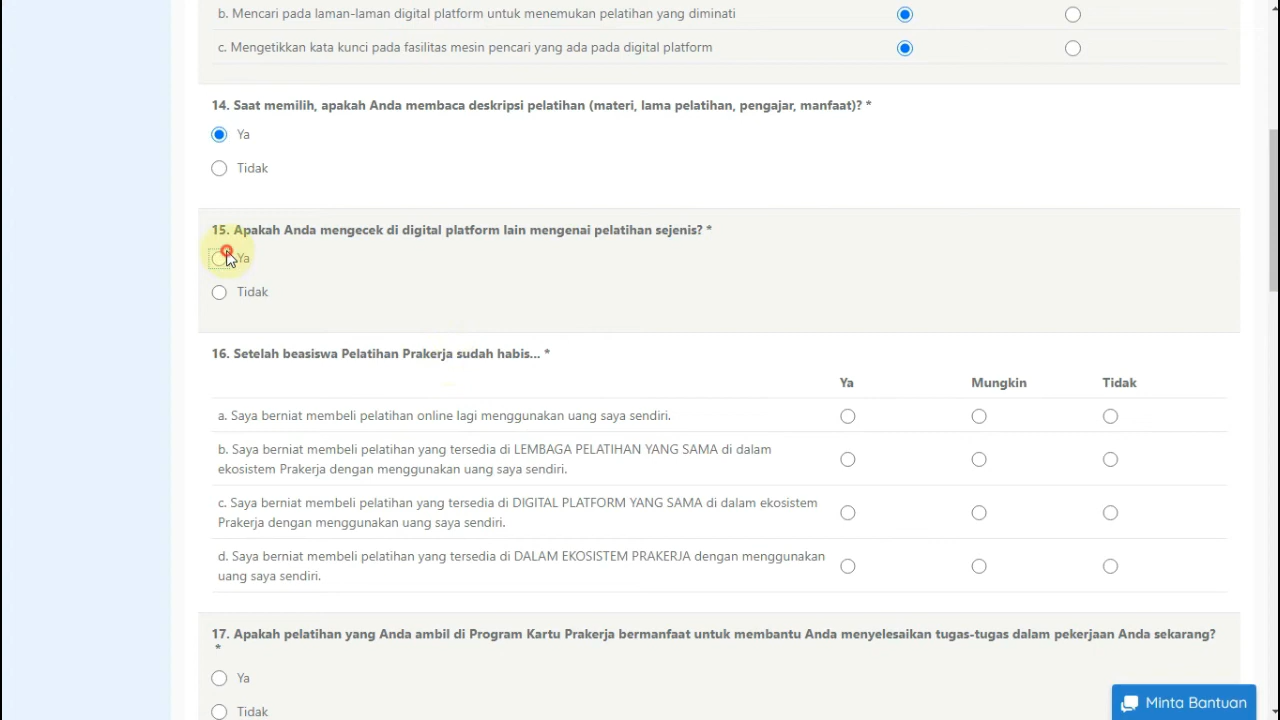 b. Mencari pada laman-laman digital platform untuk menemukan pelatihan yang diminati
c. Mengetikkan kata kunci pada fasilitas mesin pencari yang ada pada digital platform
14. Saat memilih, apakah Anda membaca deskripsi pelatihan (materi, lama pelatihan, pengajar, manfaat)? *
Ya
Tidak
15. Apakah Anda mengecek di digital platform lain mengenai pelatihan sejenis? *
Ya
Tidak
16. Setelah beasiswa Pelatihan Prakerja sudah habis... *
Ya Mungkin Tidak
a. Saya berniat membeli pelatihan online lagi menggunakan uang saya sendiri.
b. Saya berniat membeli pelatihan yang tersedia di LEMBAGA PELATIHAN YANG SAMA di dalam
ekosistem Prakerja dengan menggunakan uang saya sendiri.
c. Saya berniat membeli pelatihan yang tersedia di DIGITAL PLATFORM YANG SAMA di dalam ekosistem
Prakerja dengan menggunakan uang saya sendiri.
d. Saya berniat membeli pelatihan yang tersedia di DALAM EKOSISTEM PRAKERJA dengan menggunakan
uang saya sendiri.
17. Apakah pelatihan yang Anda ambil di Program Kartu Prakerja bermanfaat untuk membantu Anda menyelesaikan tugas-tugas dalam pekerjaan Anda sekarang?
*
Ya
Tidak
Minta Bantuan